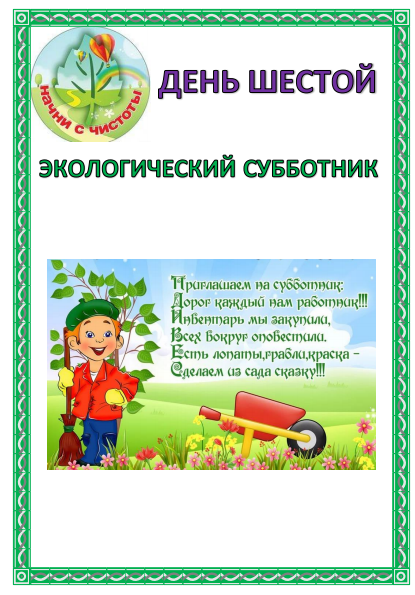 НАЧНИ С ЧИСТОТЫ
ДЕНЬ ШЕСТОЙ
ЭКОЛОГИЧЕСКИЙ СУББОТНИК
Приглашаем на субботник:
Дорог каждый нам работник!!!
Инвентарь мы закупили,
Всех вокруг оповестили.
Есть лопаты,грабли,краска –
Сделаем из сада сказку!!!